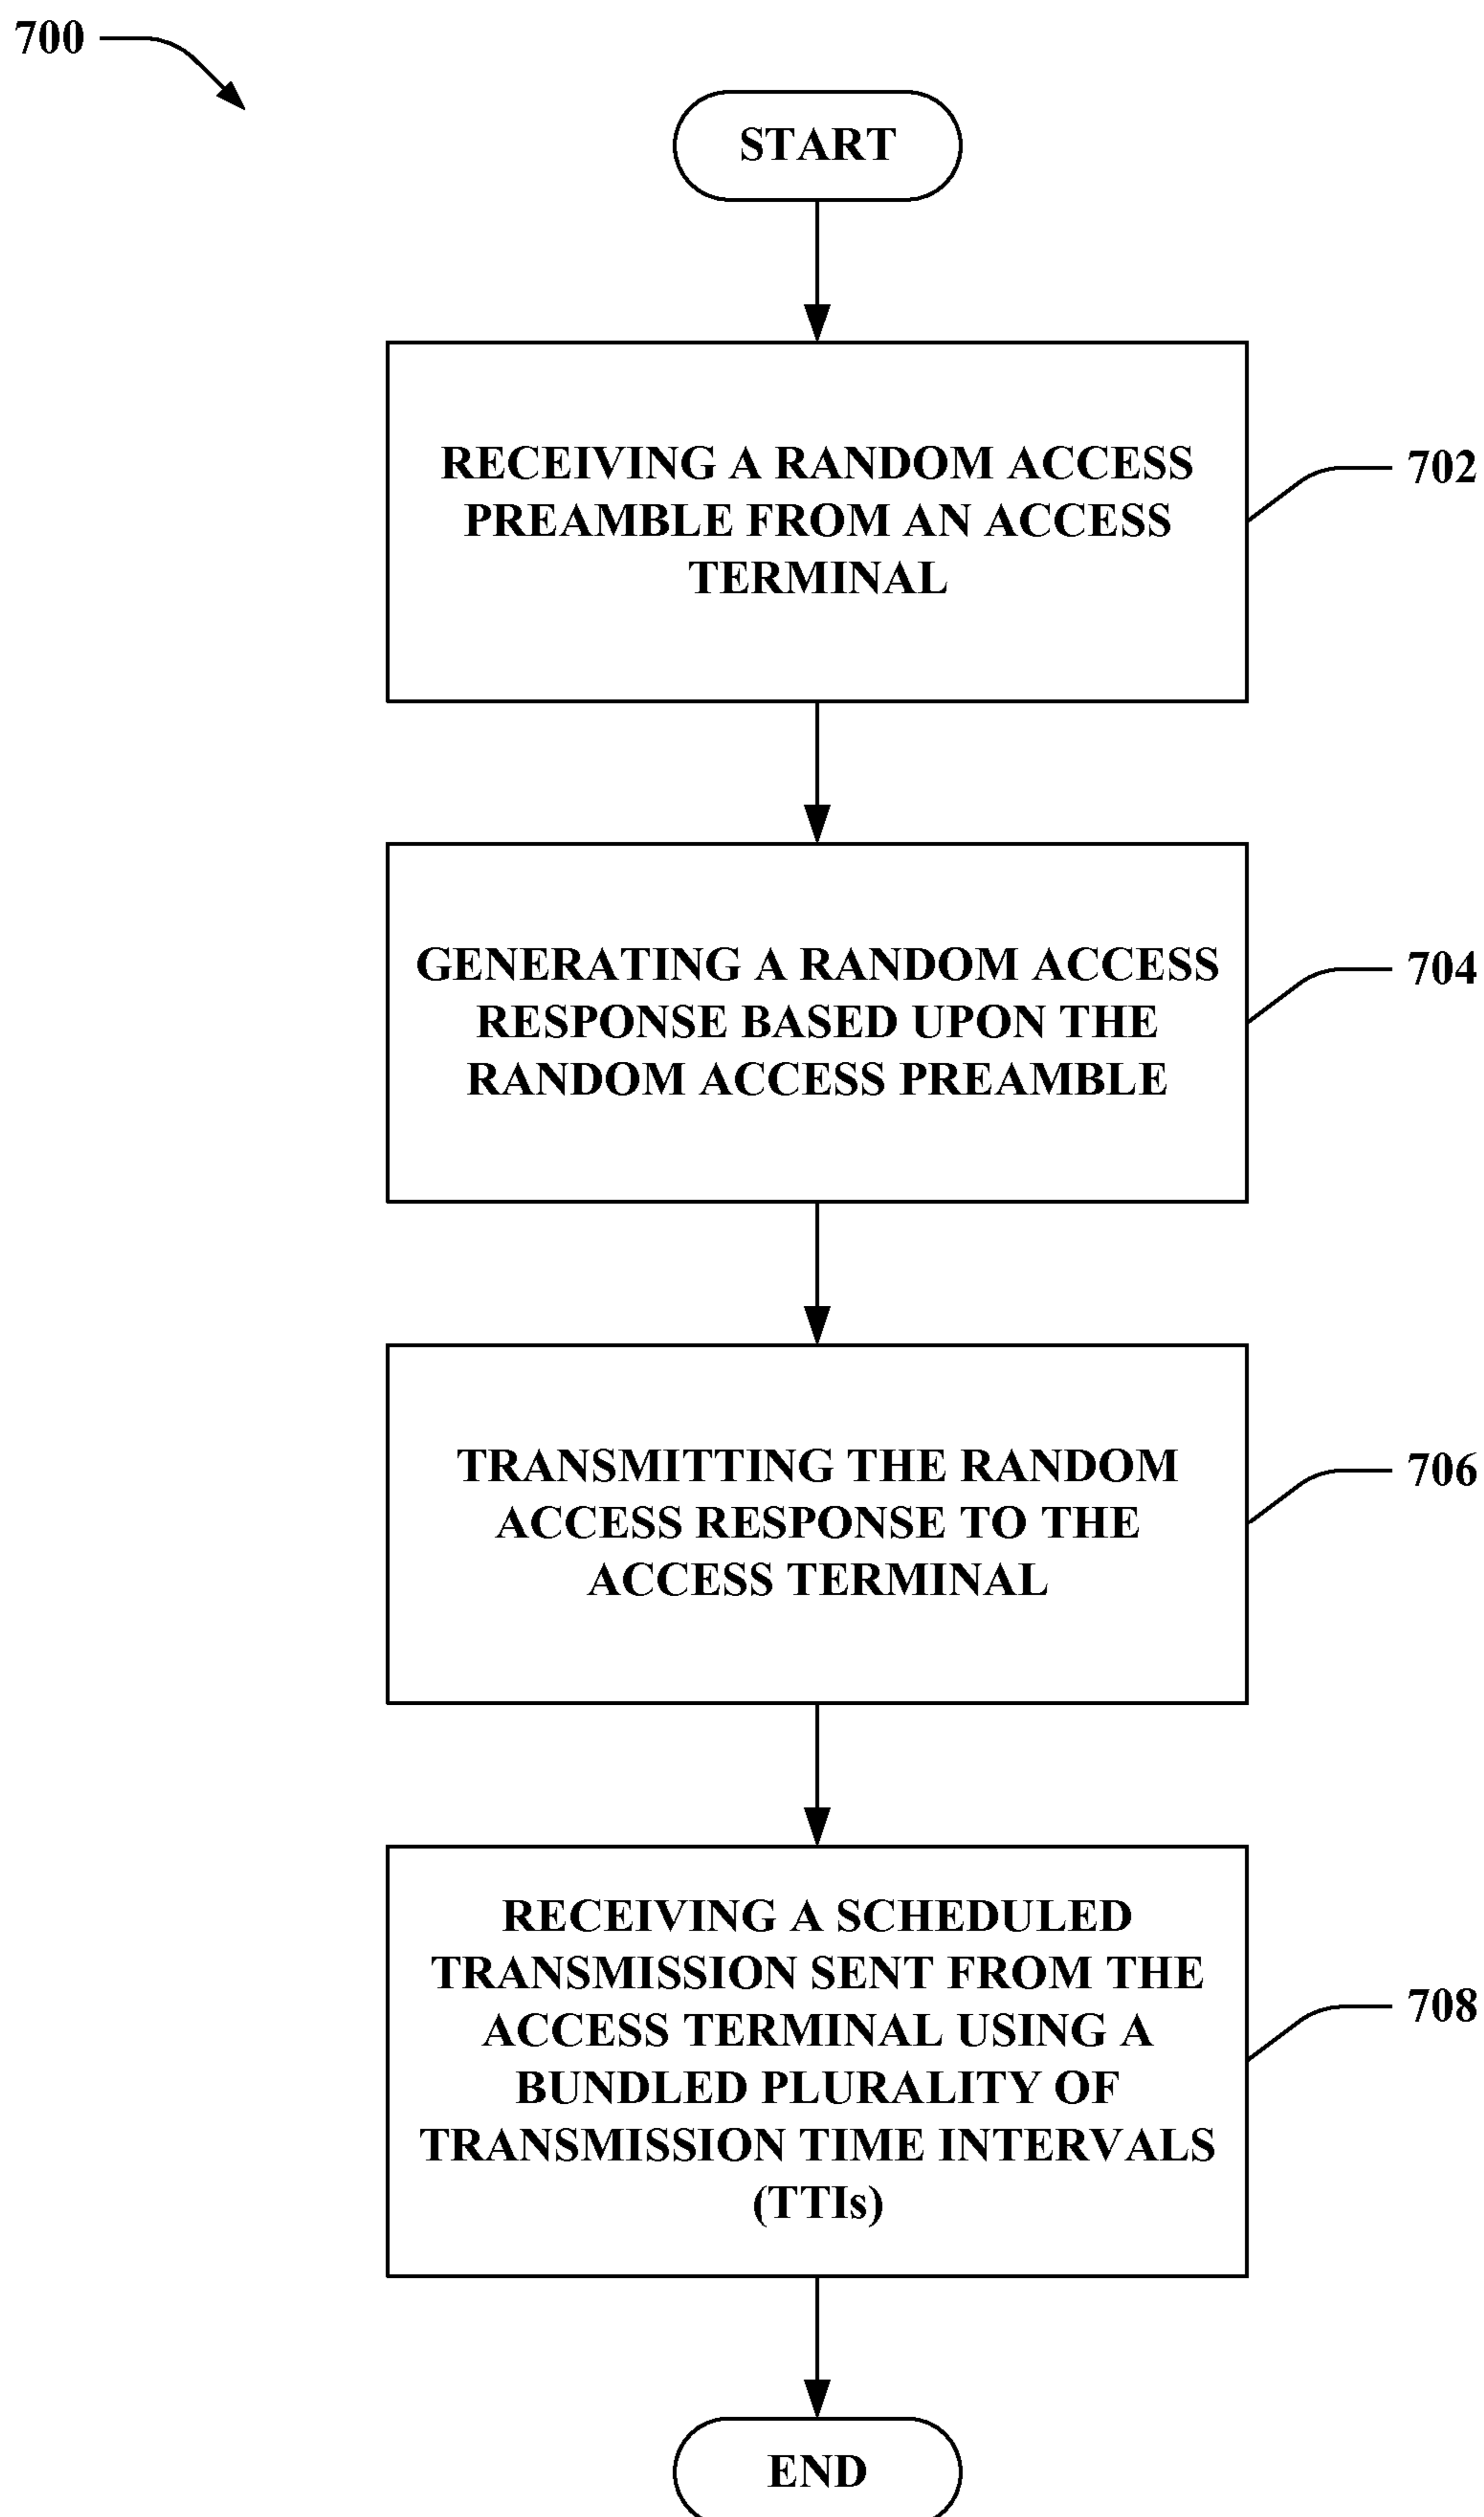 700
START
RECEIVING A RANDOM ACCESS
PREAMBLE FROM AN ACCESS
TERMINAL
702
GENERATING A RANDOM ACCESS
RESPONSE BASED UPON THE
RANDOM ACCESS PREAMBLE
704
TRANSMITTING THE RANDOM
ACCESS RESPONSE TO THE
ACCESS TERMINAL
706
RECEIVING A SCHEDULED
TRANSMISSION SENT FROM THE
ACCESS TERMINAL USING A
BUNDLED PLURALITY OF
TRANSMISSION TIME INTERVALS
(TTIs)
708
END